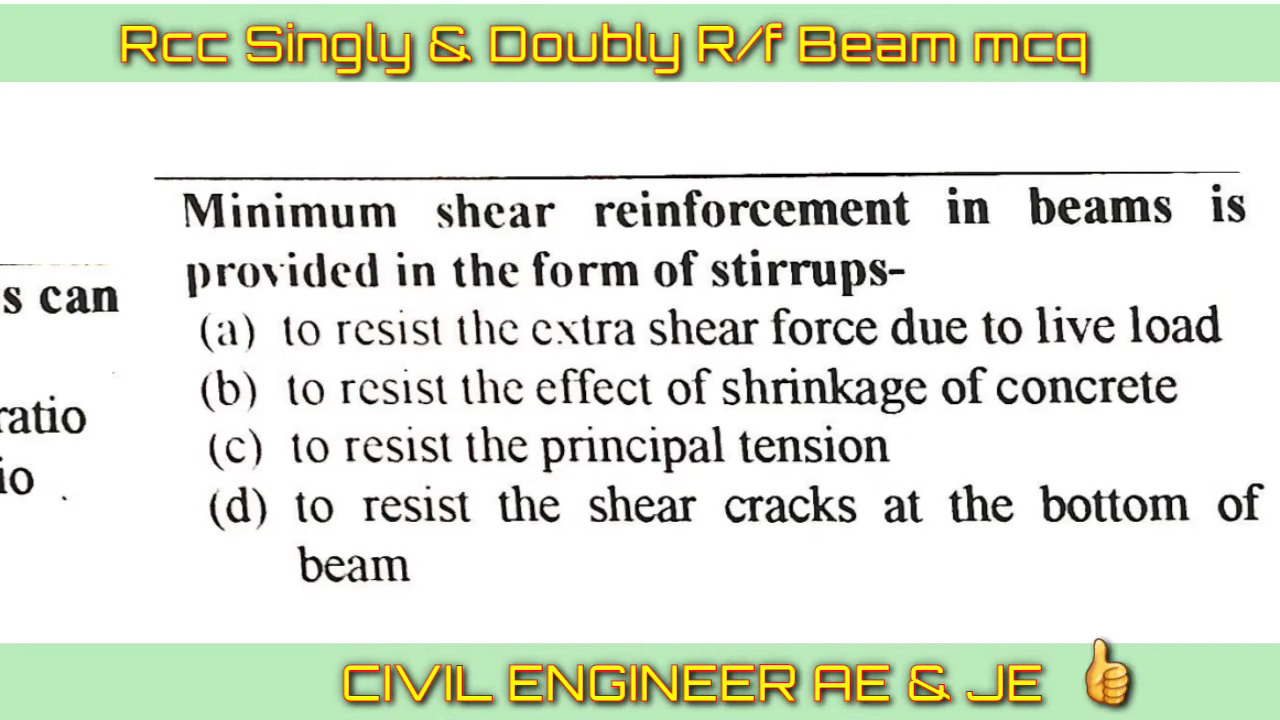 Rcc Singly & Doubly R/f Beam mcq
Minimum shear reinforcement in beams is
provided in the form of stirrups-
s can
(a) to resist the extra shear force due to live load
(b) to resist the effect of shrinkage of concrete
ratio
(c) to resist the principal tension
io
(d) to resist the shear cracks at the bottom of
beam
CIVIL ENGINEER AE & JE